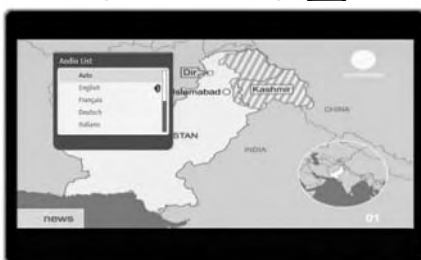 Audio List
Auto
English
Français
Deutsch
Italiano
Dir
Islamabad
Kashmir
CHINA
STAN
INDIA
news
01